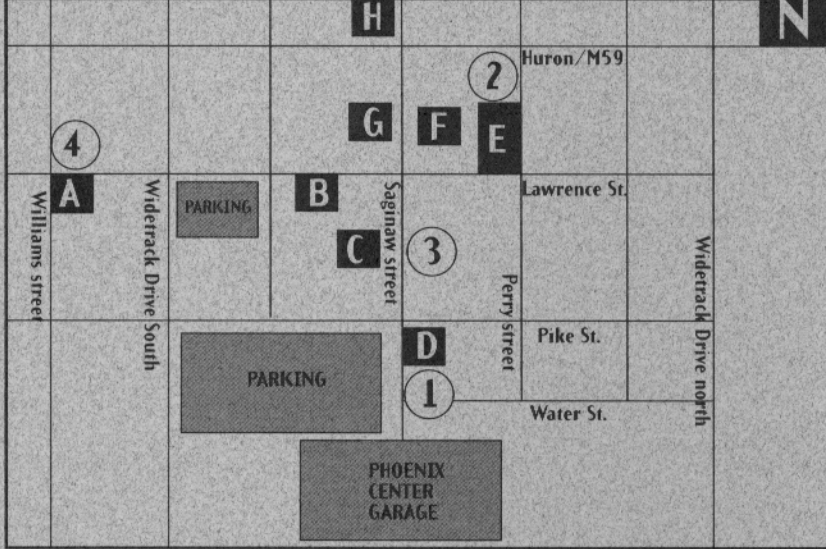 H
N
Huron/M59
2
G
F
E
4
A
PARKING
B
Lawrence St.
Williams street
Widetrack Drive South
Saginaw street
C
3
Perry street
Widetrack Drive north
D
Pike St.
PARKING
1
Water St.
PHOENIX
CENTER
GARAGE